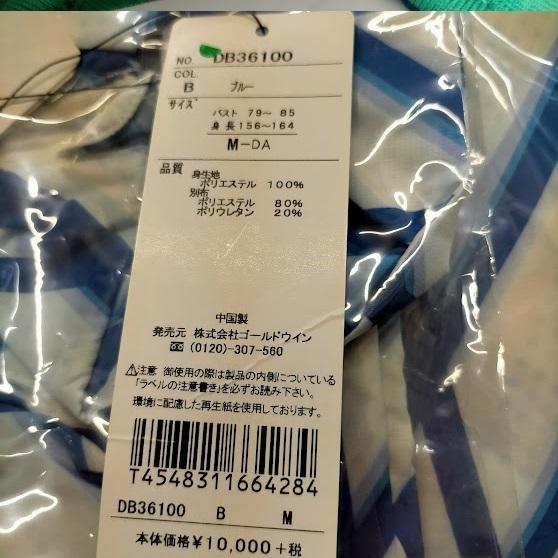 NO. DB36100
COL.
B ブルー
サイズ
バスト 79~ 85
身 長 156~164
M-DA
品質
身生地
ポリエステル 100%
別布
ポリエステル 80%
ポリウレタン 20%
中国製
発売元 株式会社ゴールドウイン
(0120)-307-560
⚠注意 御使用の際は製品の内側についている
「ラベルの注意書き」を必ずお読み下さい。
環境に配慮した再生紙を使用しております。
T4548311664284
DB36100 B M
本体価格¥10,000+税